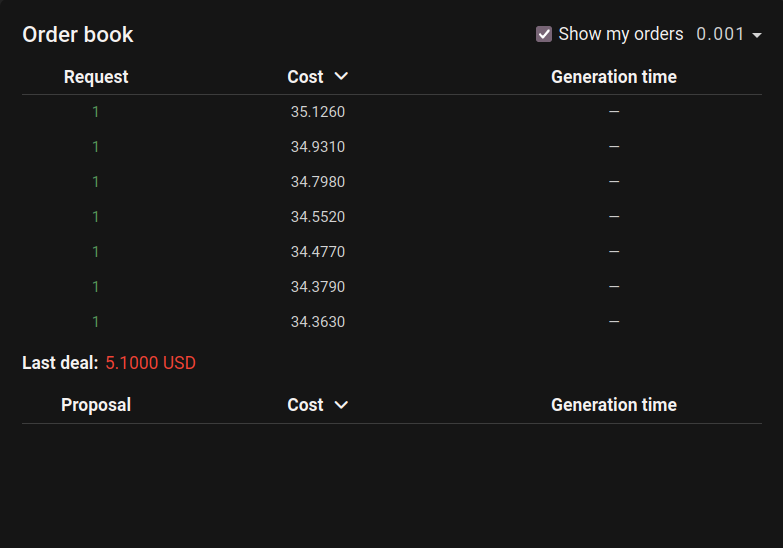 Order book Show my orders 0.001
Request Cost Generation time
1 35.1260 —
1 34.9310 —
1 34.7980 —
1 34.5520 —
1 34.4770 —
1 34.3790 —
1 34.3630 —
Last deal: 5.1000 USD
Proposal Cost Generation time